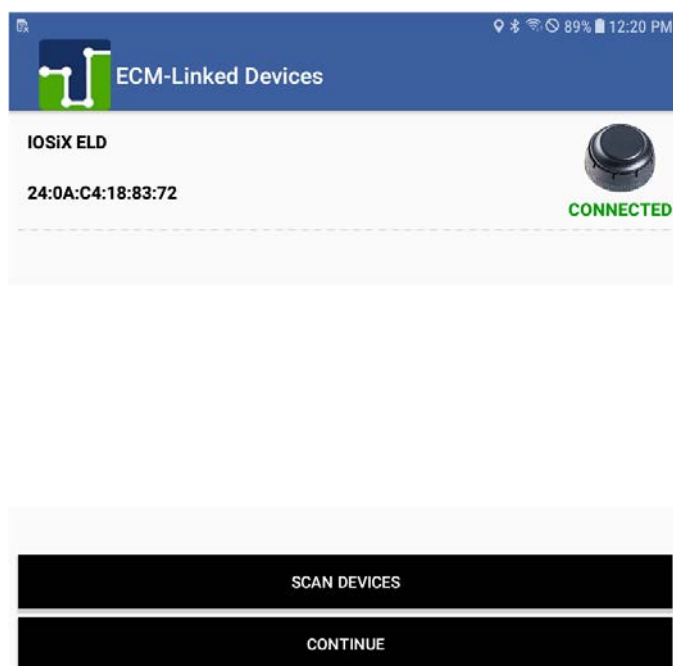 89% 12:20 PM
ECM-Linked Devices
IOSiX ELD
24:0A:C4:18:83:72
CONNECTED
SCAN DEVICES
CONTINUE